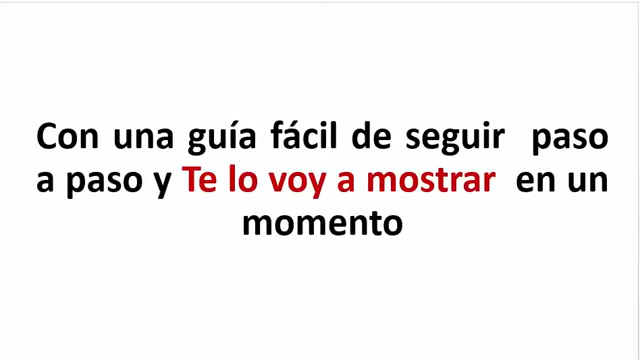 Con una guía fácil de seguir  paso
a paso y Te lo voy a mostrar  en un
momento